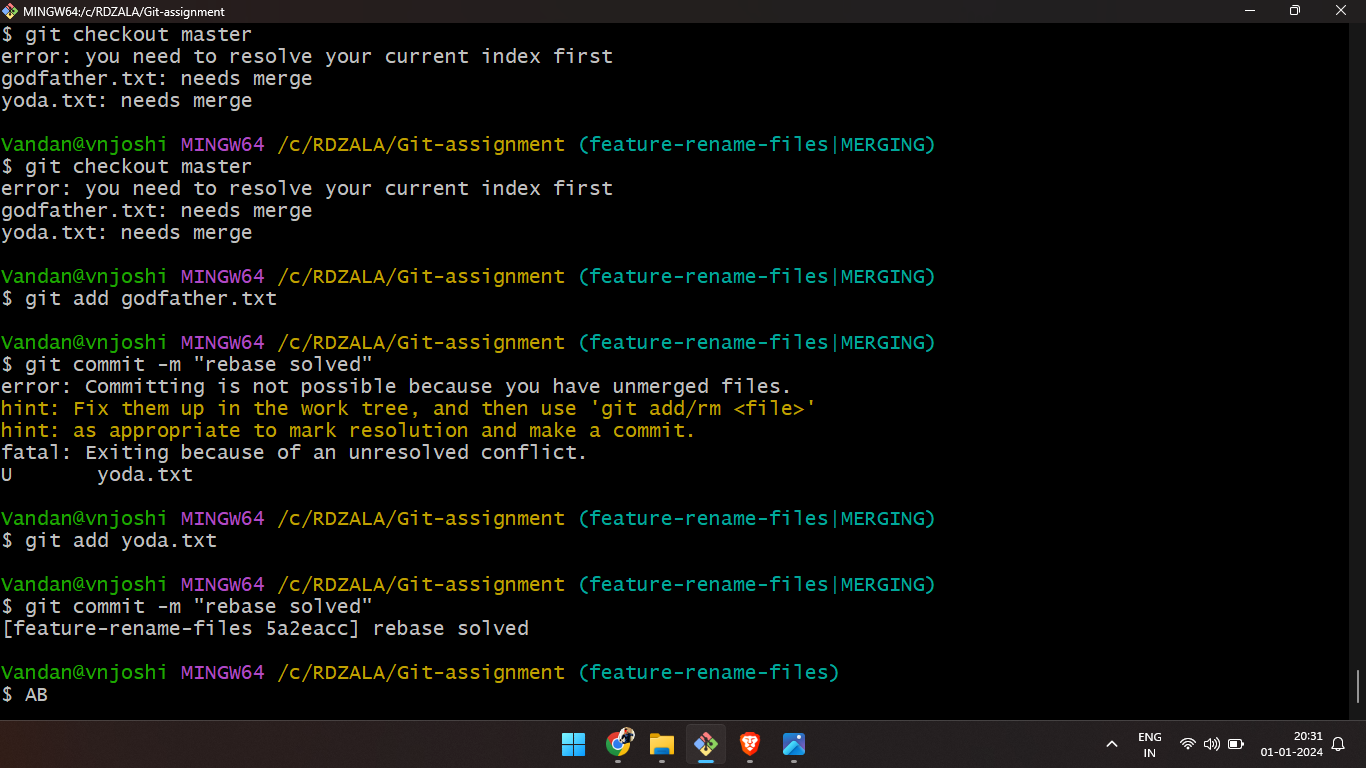 MINGW64:/c/RDZALA/Git-assignment
$ git checkout master
error: you need to resolve your current index first
godfather.txt: needs merge
yoda.txt: needs merge
Vandan@vnjoshi MINGW64 /c/RDZALA/Git-assignment (feature-rename-files|MERGING)
$ git checkout master
error: you need to resolve your current index first
godfather.txt: needs merge
yoda.txt: needs merge
Vandan@vnjoshi MINGW64 /c/RDZALA/Git-assignment (feature-rename-files|MERGING)
$ git add godfather.txt
Vandan@vnjoshi MINGW64 /c/RDZALA/Git-assignment (feature-rename-files|MERGING)
$ git commit -m "rebase solved"
error: Committing is not possible because you have unmerged files.
hint: Fix them up in the work tree, and then use 'git add/rm <file>'
hint: as appropriate to mark resolution and make a commit.
fatal: Exiting because of an unresolved conflict.
U       yoda.txt
Vandan@vnjoshi MINGW64 /c/RDZALA/Git-assignment (feature-rename-files|MERGING)
$ git add yoda.txt
Vandan@vnjoshi MINGW64 /c/RDZALA/Git-assignment (feature-rename-files|MERGING)
$ git commit -m "rebase solved"
[feature-rename-files 5a2eacc] rebase solved
Vandan@vnjoshi MINGW64 /c/RDZALA/Git-assignment (feature-rename-files)
$ AB
ENG
IN
20:31
01-01-2024